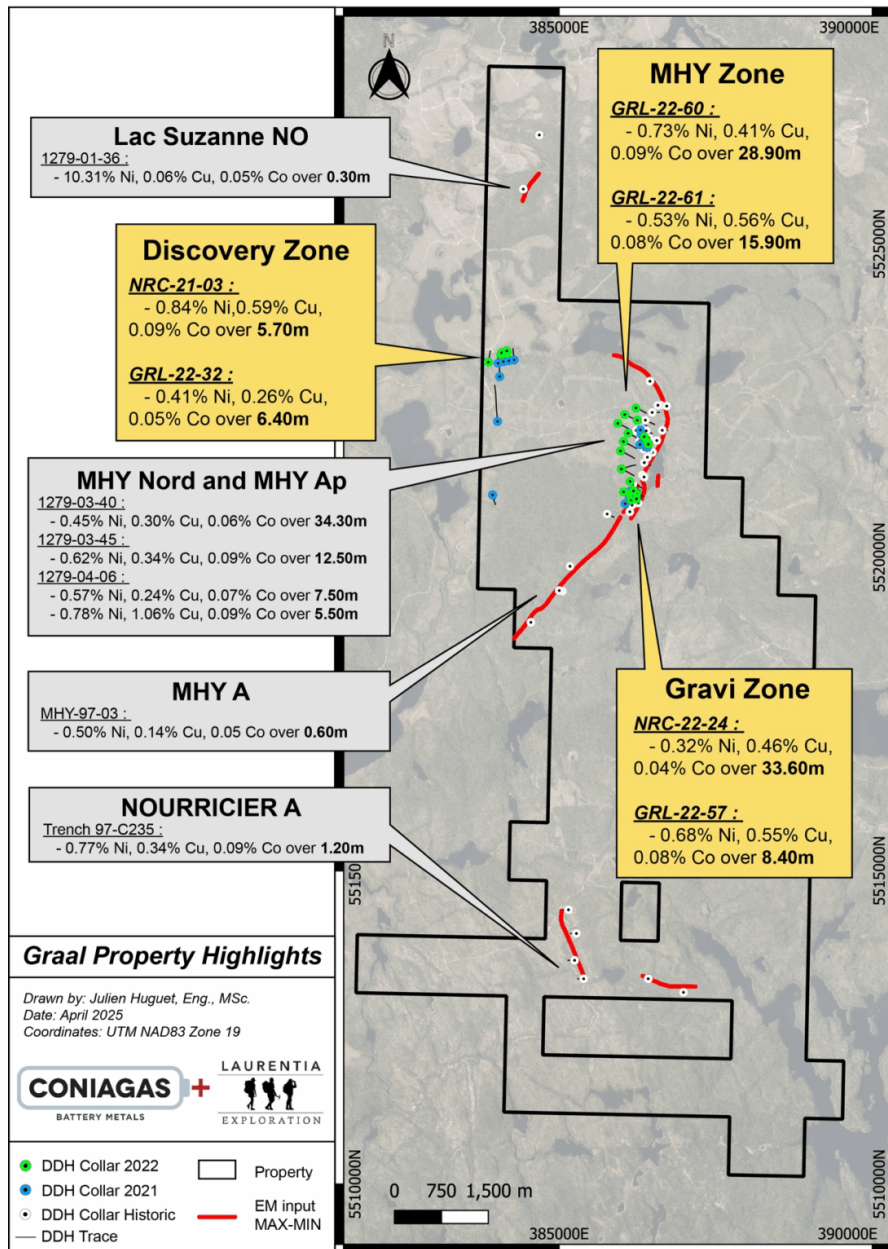 385000E
390000E
N
Lac Suzanne NO
1279-01-36 :
- 10.31% Ni, 0.06% Cu, 0.05% Co over 0.30m
MHY Zone
GRL-22-60 :
- 0.73% Ni, 0.41% Cu,
0.09% Co over 28.90m
GRL-22-61 :
- 0.53% Ni, 0.56% Cu,
0.08% Co over 15.90m
5525000N
Discovery Zone
NRC-21-03 :
- 0.84% Ni,0.59% Cu,
0.09% Co over 5.70m
GRL-22-32 :
- 0.41% Ni, 0.26% Cu,
0.05% Co over 6.40m
MHY Nord and MHY Ap
1279-03-40 :
- 0.45% Ni, 0.30% Cu, 0.06% Co over 34.30m
1279-03-45 :
- 0.62% Ni, 0.34% Cu, 0.09% Co over 12.50m
1279-04-06 :
- 0.57% Ni, 0.24% Cu, 0.07% Co over 7.50m
- 0.78% Ni, 1.06% Cu, 0.09% Co over 5.50m
5520000N
MHY A
MHY-97-03 :
- 0.50% Ni, 0.14% Cu, 0.05 Co over 0.60m
Gravi Zone
NRC-22-24 :
- 0.32% Ni, 0.46% Cu,
0.04% Co over 33.60m
GRL-22-57 :
- 0.68% Ni, 0.55% Cu,
0.08% Co over 8.40m
NOURRICIER A
Trench 97-C235 :
- 0.77% Ni, 0.34% Cu, 0.09% Co over 1.20m
5515000N
5515000N
Graal Property Highlights
Drawn by: Julien Huguet, Eng., MSc.
Date: April 2025
Coordinates: UTM NAD83 Zone 19
CONIAGAS
BATTERY METALS
+
LAURENTIA
EXPLORATION
DDH Collar 2022
DDH Collar 2021
DDH Collar Historic
DDH Trace
Property
EM input
MAX-MIN
0 750 1,500 m
5510000N
5510000N
385000E
390000E